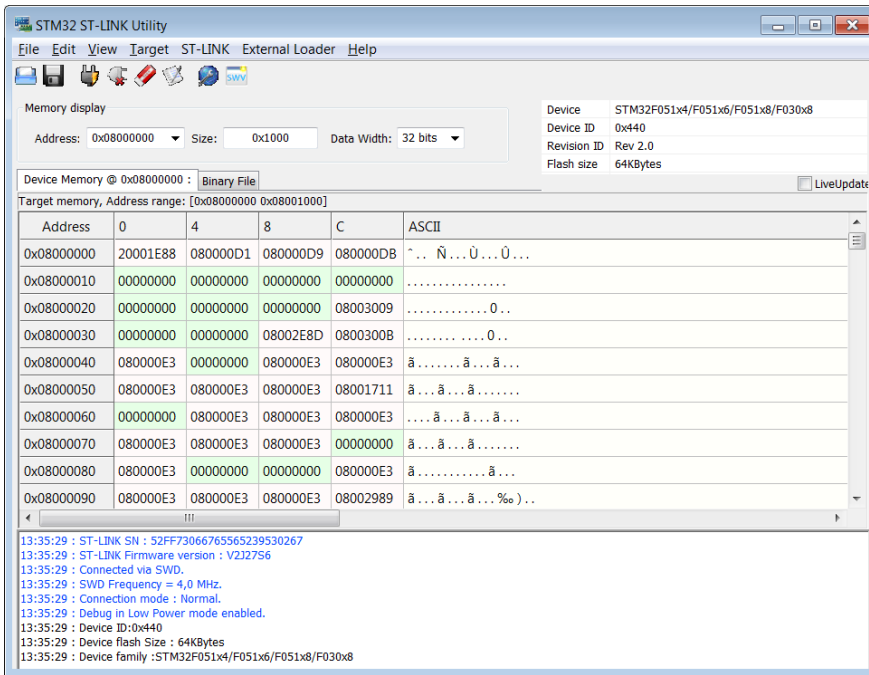 STM32 ST-LINK Utility
File Edit View Target ST-LINK External Loader Help
SWV
Memory display
Address: 0x08000000 Size: 0x1000 Data Width: 32 bits
Device STM32F051x4/F051x6/F051x8/F030x8
Device ID 0x440
Revision ID Rev 2.0
Flash size 64KBytes
LiveUpdate
Device Memory @ 0x08000000 : Binary File
Target memory, Address range: [0x08000000 0x08001000]
Address 0 4 8 C ASCII
0x08000000 20001E88 080000D1 080000D9 080000DB ˆ.. Ñ...Ù...Û...
0x08000010 00000000 00000000 00000000 00000000 ................
0x08000020 00000000 00000000 00000000 08003009 .............0..
0x08000030 00000000 00000000 08002E8D 0800300B ........ ....0..
0x08000040 080000E3 00000000 080000E3 080000E3 ã.......ã...ã...
0x08000050 080000E3 080000E3 080000E3 08001711 ã...ã...ã.......
0x08000060 00000000 080000E3 080000E3 080000E3 ....ã...ã...ã...
0x08000070 080000E3 080000E3 080000E3 00000000 ã...ã...ã.......
0x08000080 080000E3 00000000 00000000 080000E3 ã...........ã...
0x08000090 080000E3 080000E3 080000E3 08002989 ã...ã...ã...‰)..
13:35:29 : ST-LINK SN : 52FF73066765565239530267
13:35:29 : ST-LINK Firmware version : V2J27S6
13:35:29 : Connected via SWD.
13:35:29 : SWD Frequency = 4,0 MHz.
13:35:29 : Connection mode : Normal.
13:35:29 : Debug in Low Power mode enabled.
13:35:29 : Device ID:0x440
13:35:29 : Device flash Size : 64KBytes
13:35:29 : Device family :STM32F051x4/F051x6/F051x8/F030x8